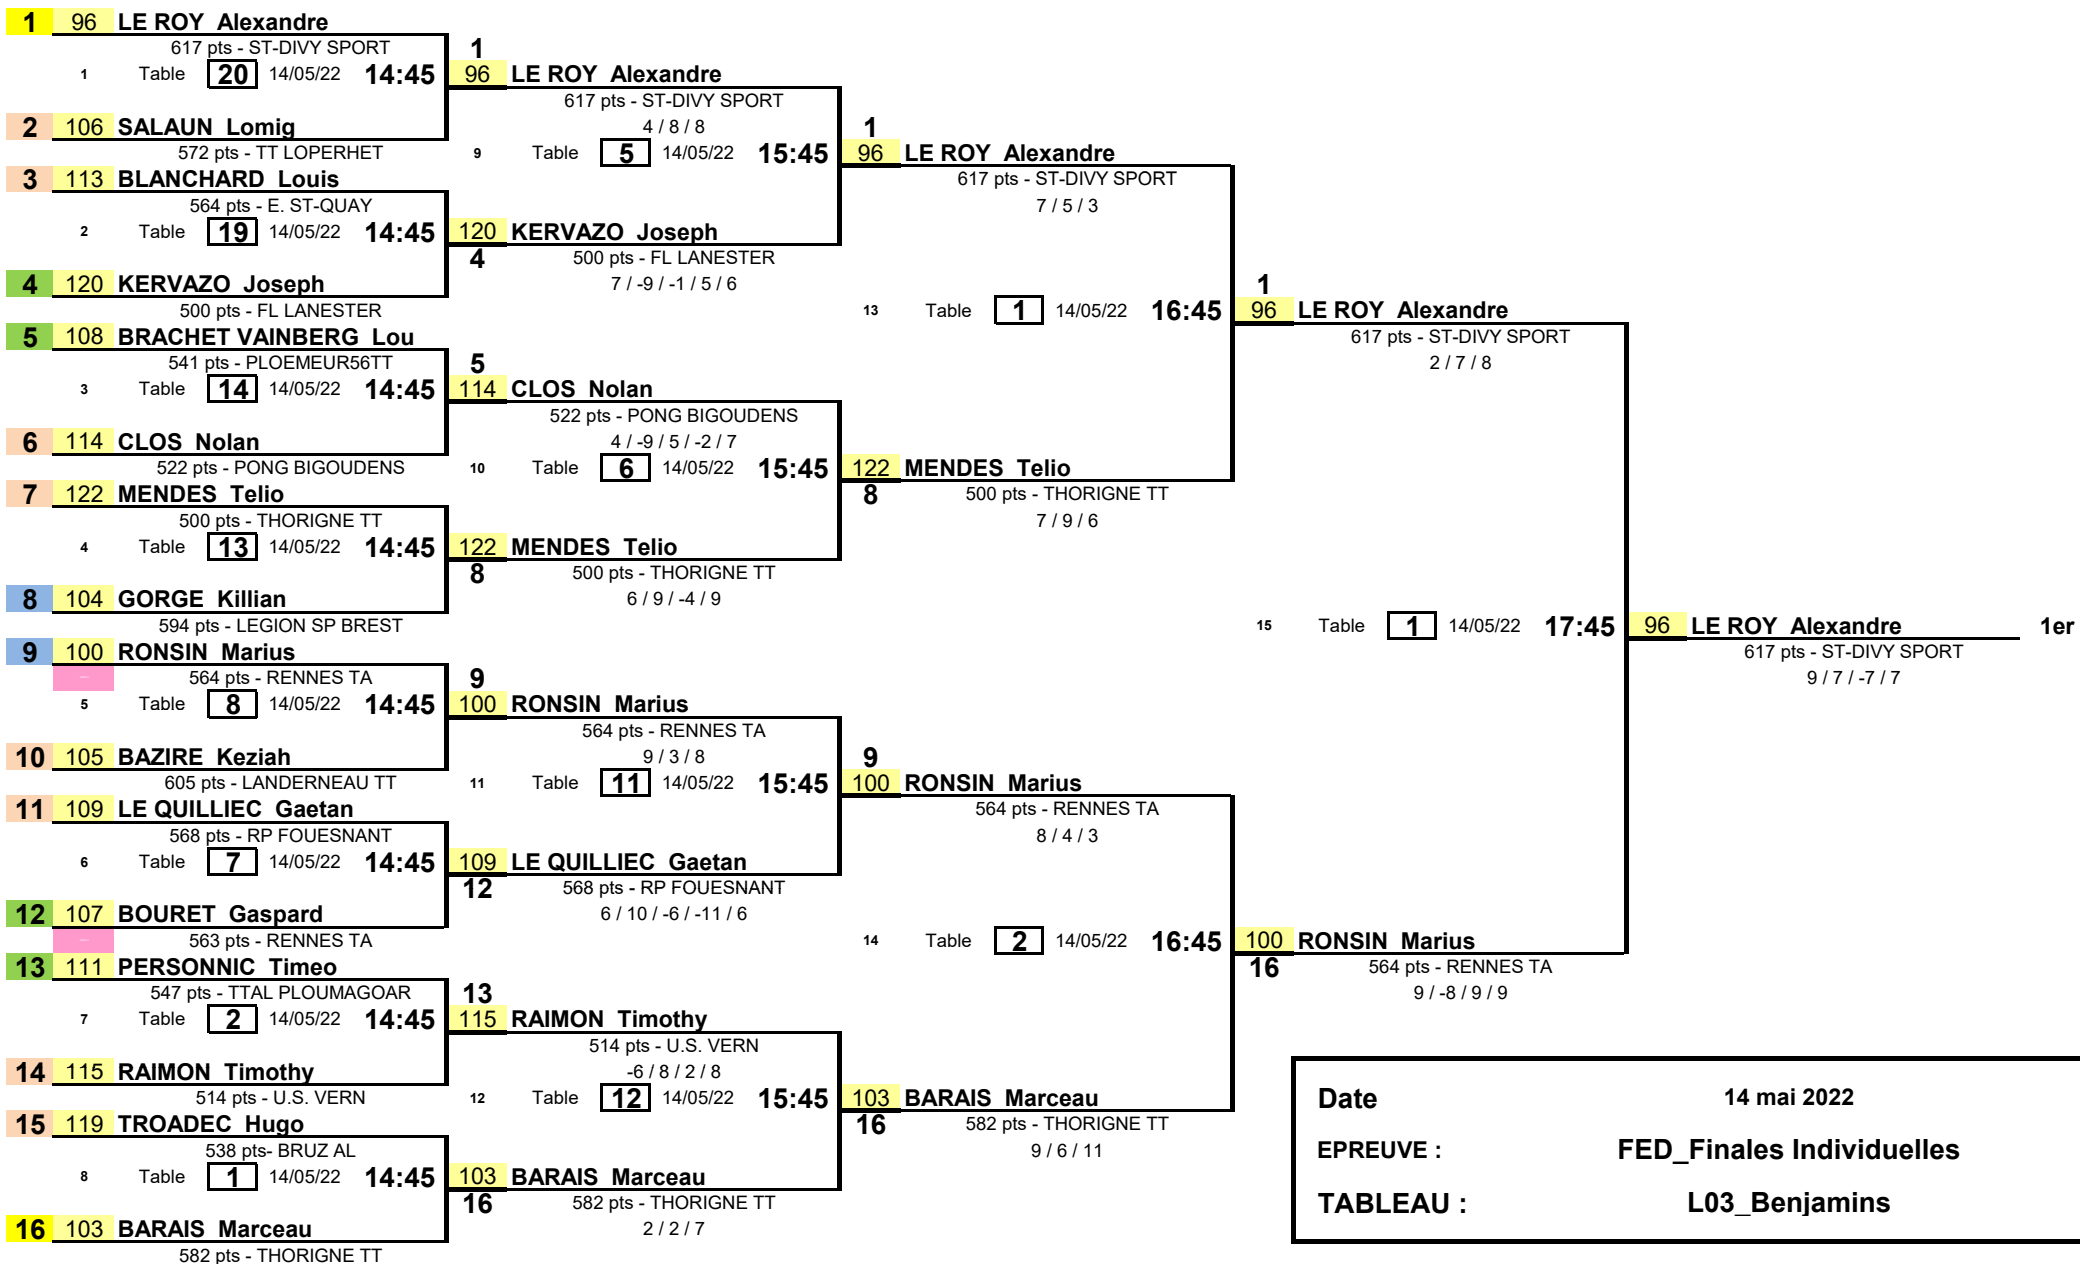 1 96 LE ROY Alexandre
617 pts - ST-DIVY SPORT
1 Table 20 14/05/22 14:45
2 106 SALAUN Lomig
572 pts - TT LOPERHET
3 113 BLANCHARD Louis
564 pts - E. ST-QUAY
2 Table 19 14/05/22 14:45
4 120 KERVAZO Joseph
500 pts - FL LANESTER
5 108 BRACHET VAINBERG Lou
541 pts - PLOEMEUR56TT
3 Table 14 14/05/22 14:45
6 114 CLOS Nolan
522 pts - PONG BIGOUDENS
7 122 MENDES Telio
500 pts - THORIGNE TT
4 Table 13 14/05/22 14:45
8 104 GORGE Killian
594 pts - LEGION SP BREST
9 100 RONSIN Marius
564 pts - RENNES TA
5 Table 8 14/05/22 14:45
10 105 BAZIRE Keziah
605 pts - LANDERNEAU TT
11 109 LE QUILLIEC Gaetan
568 pts - RP FOUESNANT
6 Table 7 14/05/22 14:45
12 107 BOURET Gaspard
563 pts - RENNES TA
13 111 PERSONNIC Timeo
547 pts - TTAL PLOUMAGOAR
7 Table 2 14/05/22 14:45
14 115 RAIMON Timothy
514 pts - U.S. VERN
15 119 TROADEC Hugo
538 pts- BRUZ AL
8 Table 1 14/05/22 14:45
16 103 BARAIS Marceau
582 pts - THORIGNE TT
1
96 LE ROY Alexandre
617 pts - ST-DIVY SPORT
4 / 8 / 8
9 Table 5 14/05/22 15:45
120 KERVAZO Joseph
4 500 pts - FL LANESTER
7 / -9 / -1 / 5 / 6
5
114 CLOS Nolan
522 pts - PONG BIGOUDENS
4 / -9 / 5 / -2 / 7
10 Table 6 14/05/22 15:45
122 MENDES Telio
8 500 pts - THORIGNE TT
6 / 9 / -4 / 9
9
100 RONSIN Marius
564 pts - RENNES TA
9 / 3 / 8
11 Table 11 14/05/22 15:45
109 LE QUILLIEC Gaetan
12 568 pts - RP FOUESNANT
6 / 10 / -6 / -11 / 6
13
115 RAIMON Timothy
514 pts - U.S. VERN
-6 / 8 / 2 / 8
12 Table 12 14/05/22 15:45
103 BARAIS Marceau
16 582 pts - THORIGNE TT
2 / 2 / 7
1
96 LE ROY Alexandre
617 pts - ST-DIVY SPORT
7 / 5 / 3
13 Table 1 14/05/22 16:45
122 MENDES Telio
8 500 pts - THORIGNE TT
7 / 9 / 6
9
100 RONSIN Marius
564 pts - RENNES TA
8 / 4 / 3
14 Table 2 14/05/22 16:45
103 BARAIS Marceau
16 582 pts - THORIGNE TT
9 / 6 / 11
1
96 LE ROY Alexandre
617 pts - ST-DIVY SPORT
2 / 7 / 8
15 Table 1 14/05/22 17:45
100 RONSIN Marius
16 564 pts - RENNES TA
9 / -8 / 9 / 9
96 LE ROY Alexandre 1er
617 pts - ST-DIVY SPORT
9 / 7 / -7 / 7
Date 14 mai 2022
EPREUVE : FED_Finales Individuelles
TABLEAU : L03_Benjamins